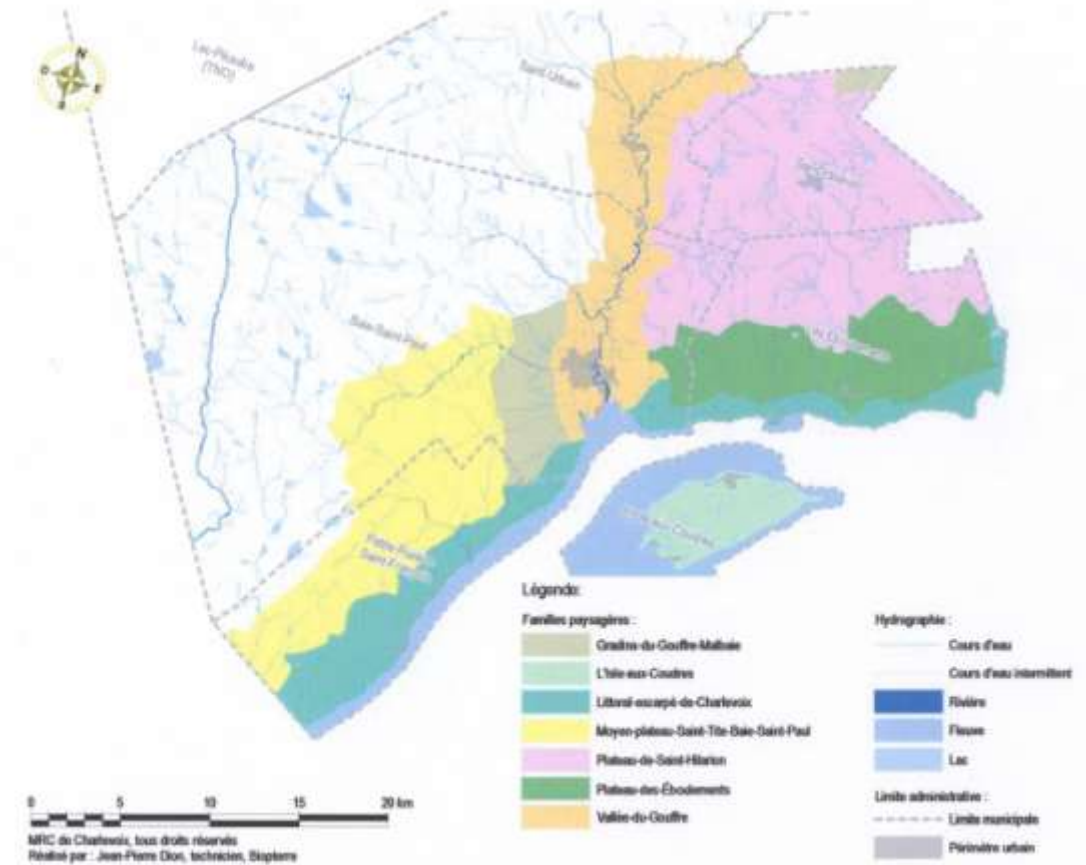 N
O
E
S
Lac-Pikauba
(TNO)
Saint-Urbain
Baie-Saint-Paul
Petite-Rivière-
Saint-François
Légende:
Familles paysagères :
Gradins-du-Gouffre-Malbaie
L'Isle-aux-Coudres
Littoral-escarpé-de-Charlevoix
Moyen-plateau-Saint-Tite-Baie-Saint-Paul
Plateau-de-Saint-Hilarion
Plateau-des-Éboulements
Vallée-du-Gouffre
Hydrographie :
Cours d'eau
Cours d'eau intermittent
Rivière
Fleuve
Lac
Limite administrative :
Limite municipale
Périmètre urbain
0 5 10 15 20 km
MRC de Charlevoix, tous droits réservés
Réalisé par : Jean-Pierre Dion, technicien, Biopterre